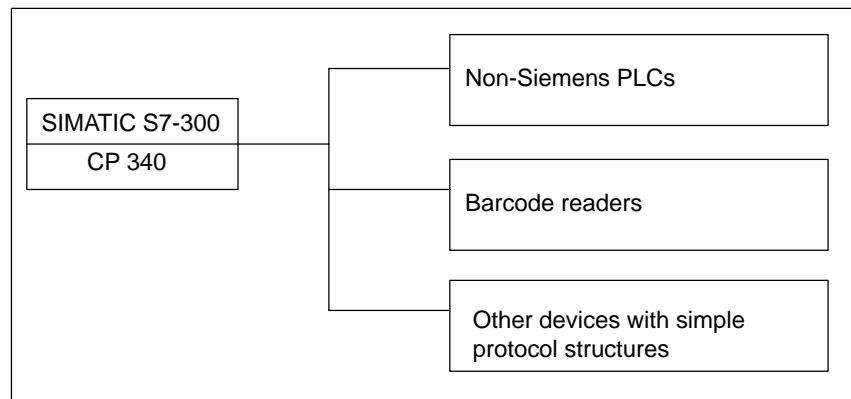 SIMATIC S7-300
CP 340
Non-Siemens PLCs
Barcode readers
Other devices with simple
protocol structures